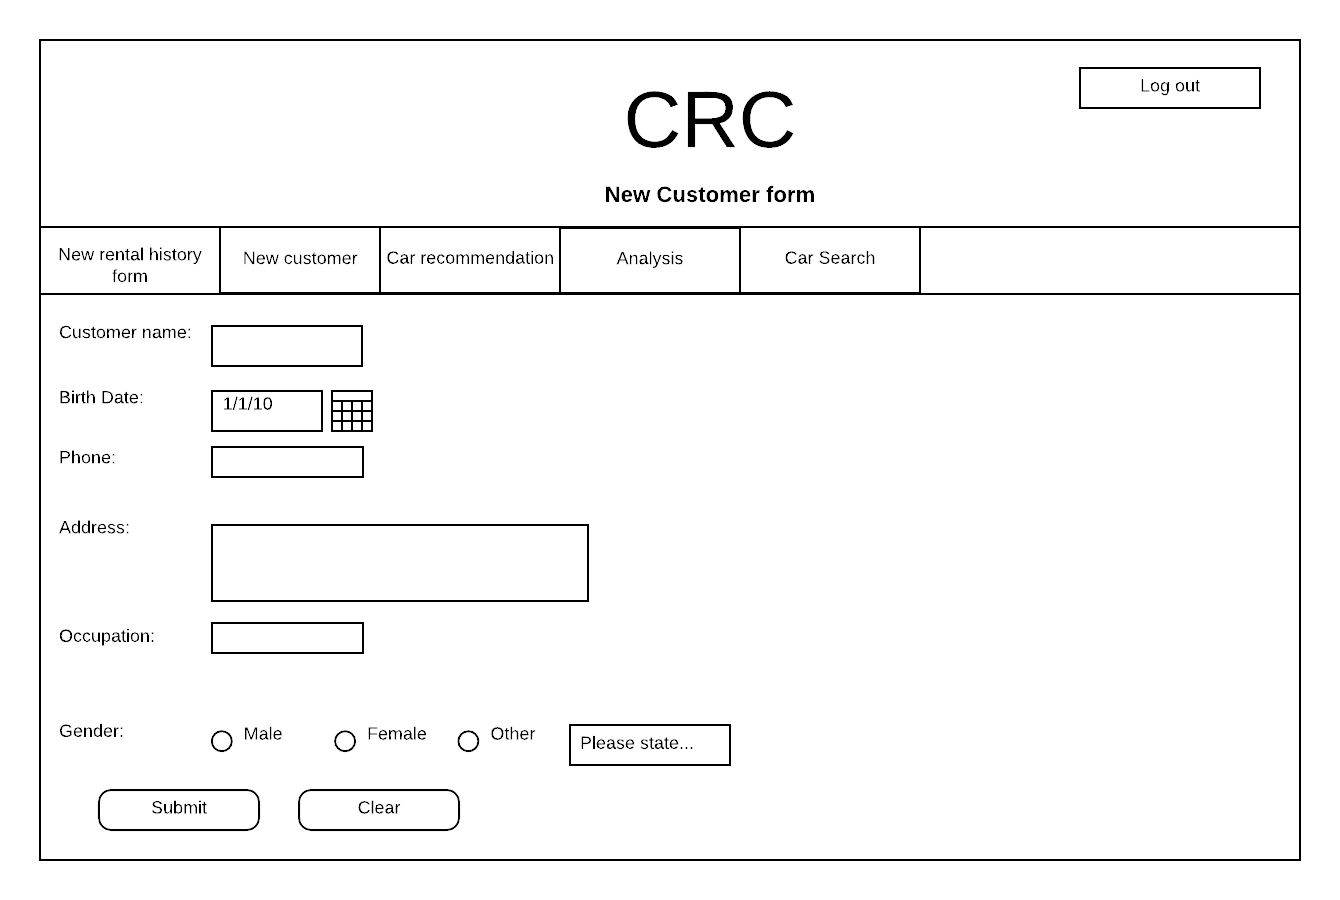 Log out
CRC
New Customer form
New rental history
form
New customer
Car recommendation
Analysis
Car Search
Customer name:
Birth Date:
1/1/10
Phone:
Address:
Occupation:
Gender:
Male
Female
Other
Please state...
Submit
Clear